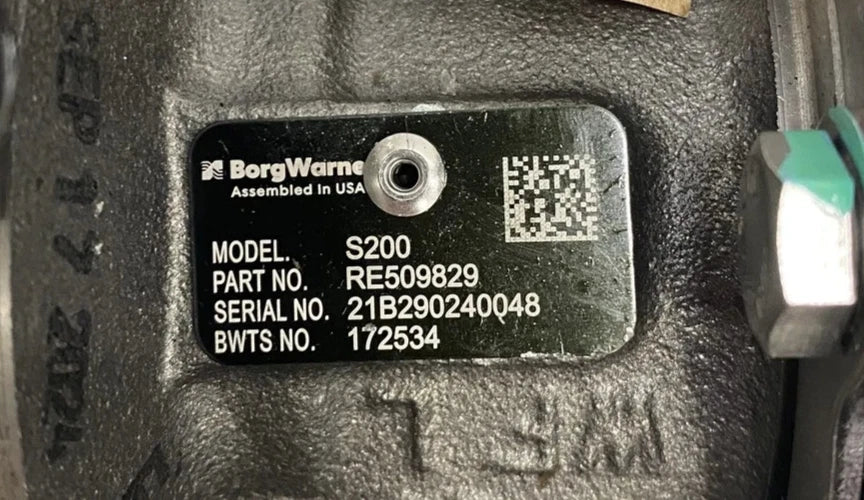 BorgWarne
Assembled in USA
MODEL. S200
PART NO. RE509829
SERIAL NO. 21B290240048
BWTS NO. 172534